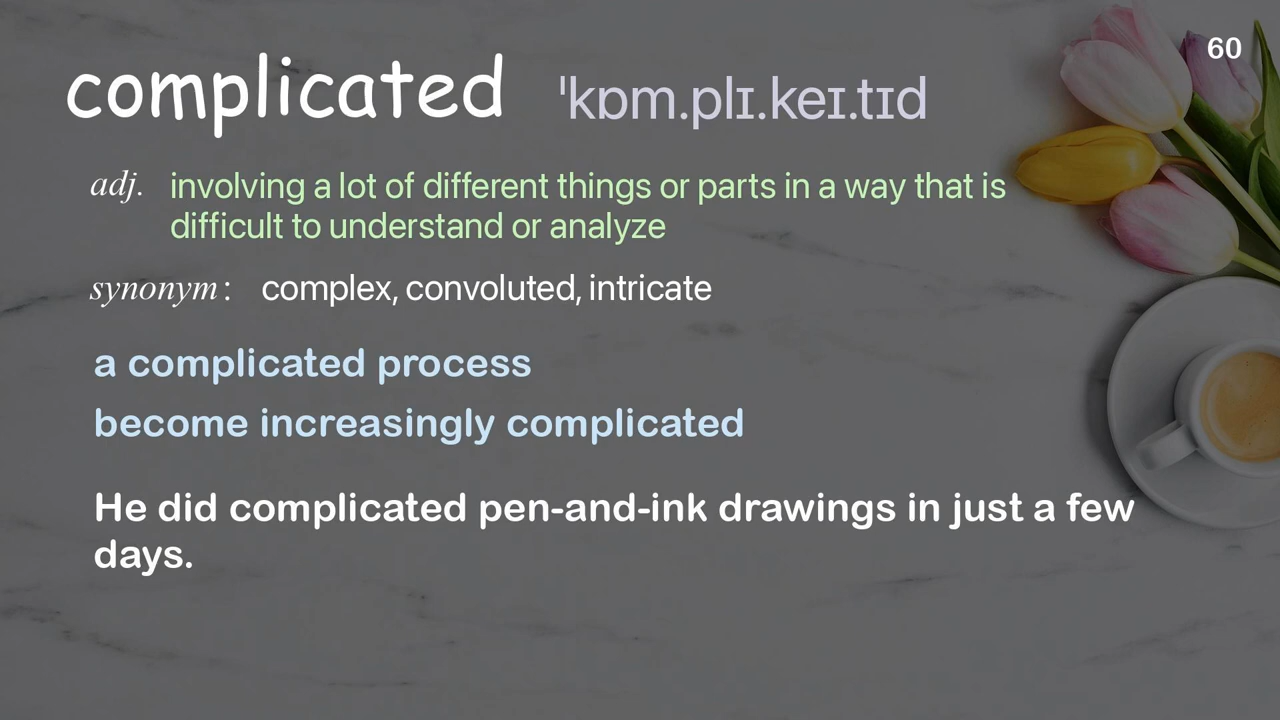 60
complicated ˈkɒm.plɪ.keɪ.tɪd
adj. involving a lot of different things or parts in a way that is
difficult to understand or analyze
synonym: complex, convoluted, intricate
a complicated process
become increasingly complicated
He did complicated pen-and-ink drawings in just a few
days.